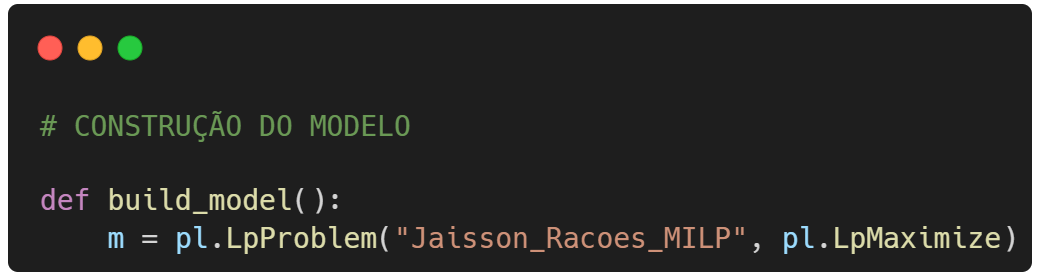 # CONSTRUÇÃO DO MODELO
def build_model():
    m = pl.LpProblem("Jaisson_Racoes_MILP", pl.LpMaximize)